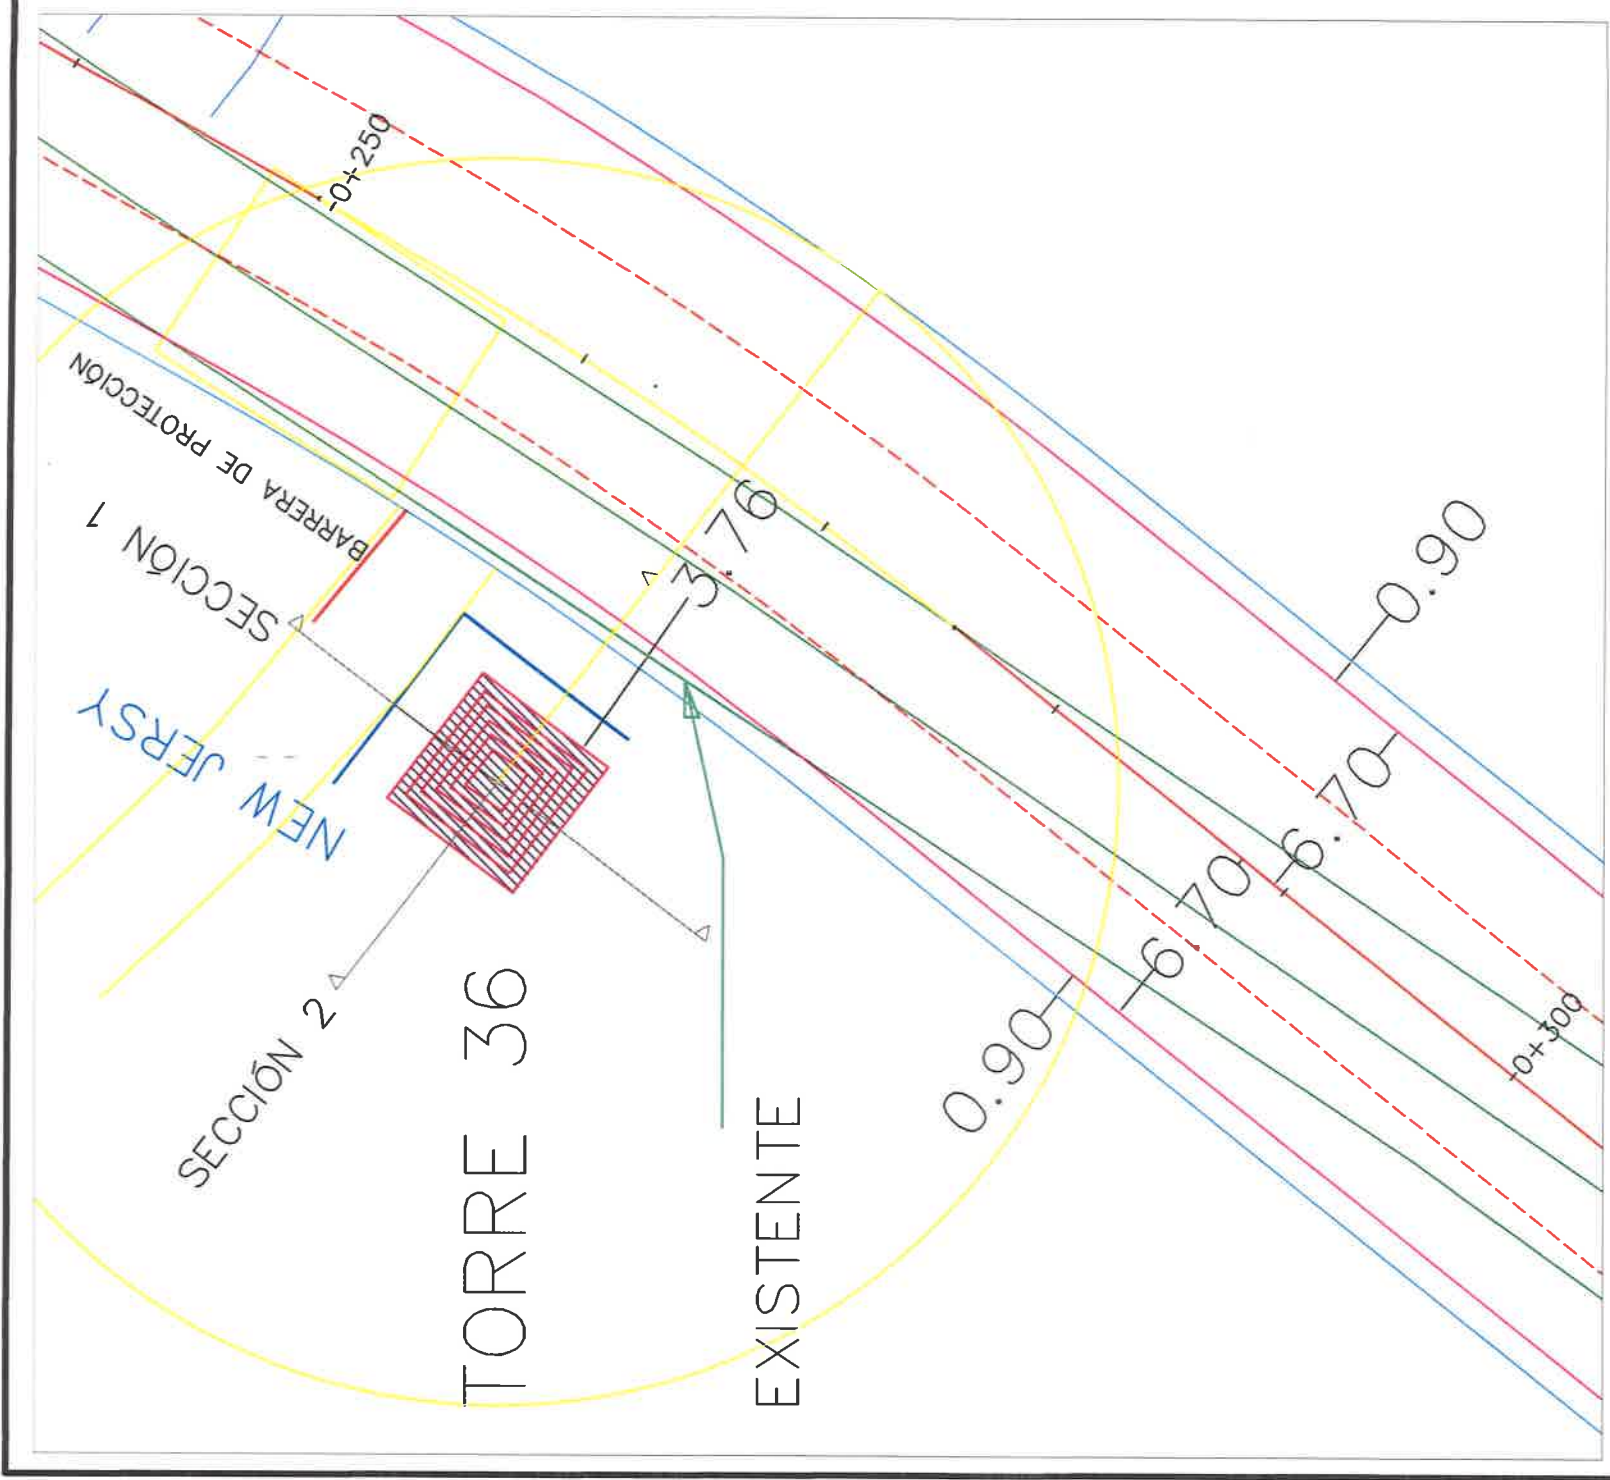 -0+250
BARRERA DE PROTECCIÓN
SECCIÓN 1
NEW JERSY
3.76
0.90
6.70
6.70
0.90
SECCIÓN 2
TORRE 36
EXISTENTE
-0+300